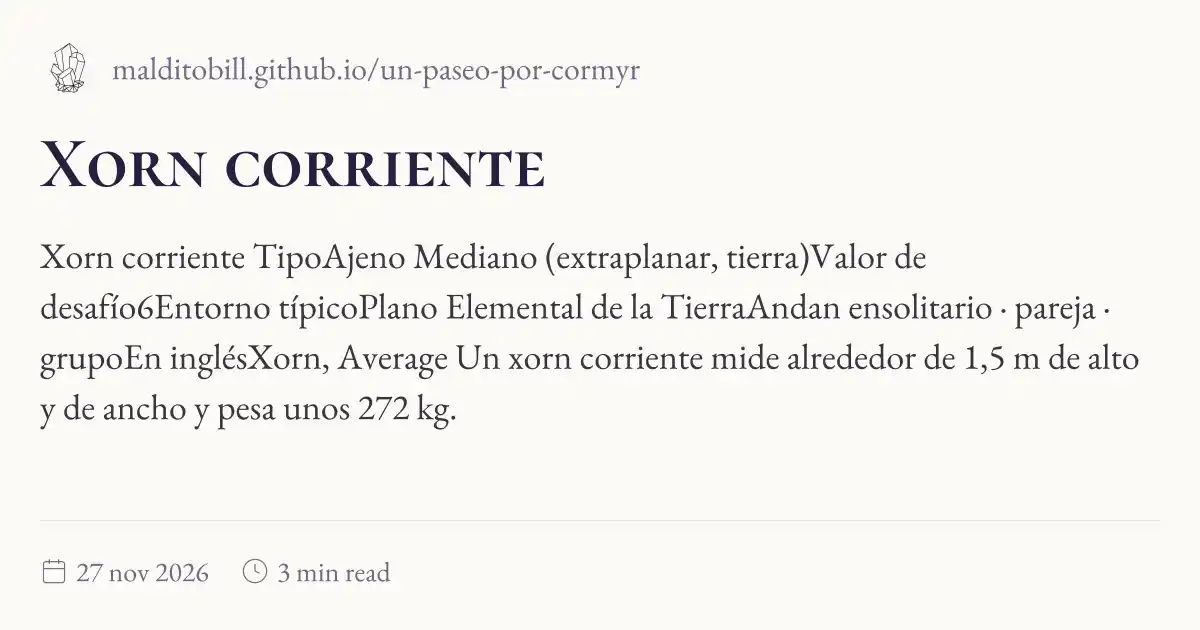 malditobill.github.io/un-paseo-por-cormyr
Xorn corriente
Xorn corriente TipoAjeno Mediano (extraplanar, tierra)Valor de
desafío6Entorno típicoPlano Elemental de la TierraAndan ensolitario · pareja ·
grupoEn inglésXorn, Average Un xorn corriente mide alrededor de 1,5 m de alto
y de ancho y pesa unos 272 kg.
27 nov 2026 3 min read